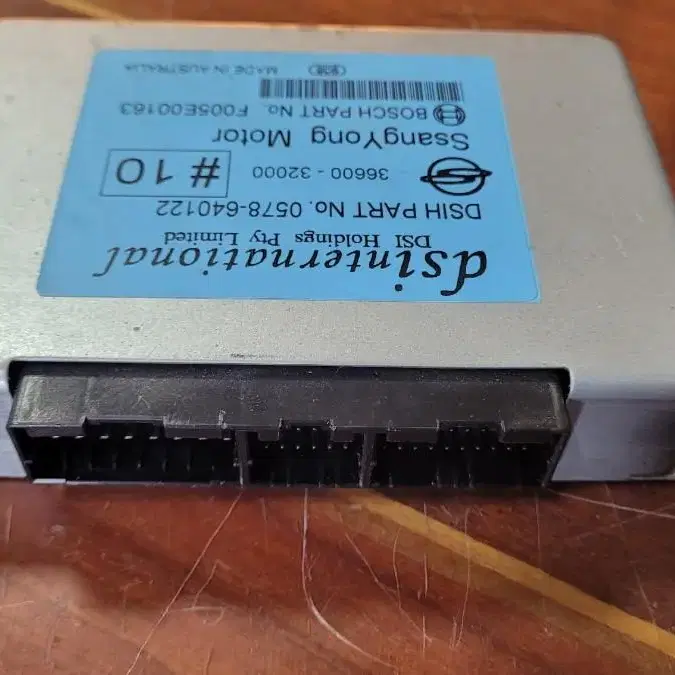 dsinternational
DSI Holdings Pty Limited
DSIH PART No. 0578-640122
36600 - 32000
# 10
SsangYong Motor
BOSCH PART No. F005E00163
MADE IN AUSTRALIA